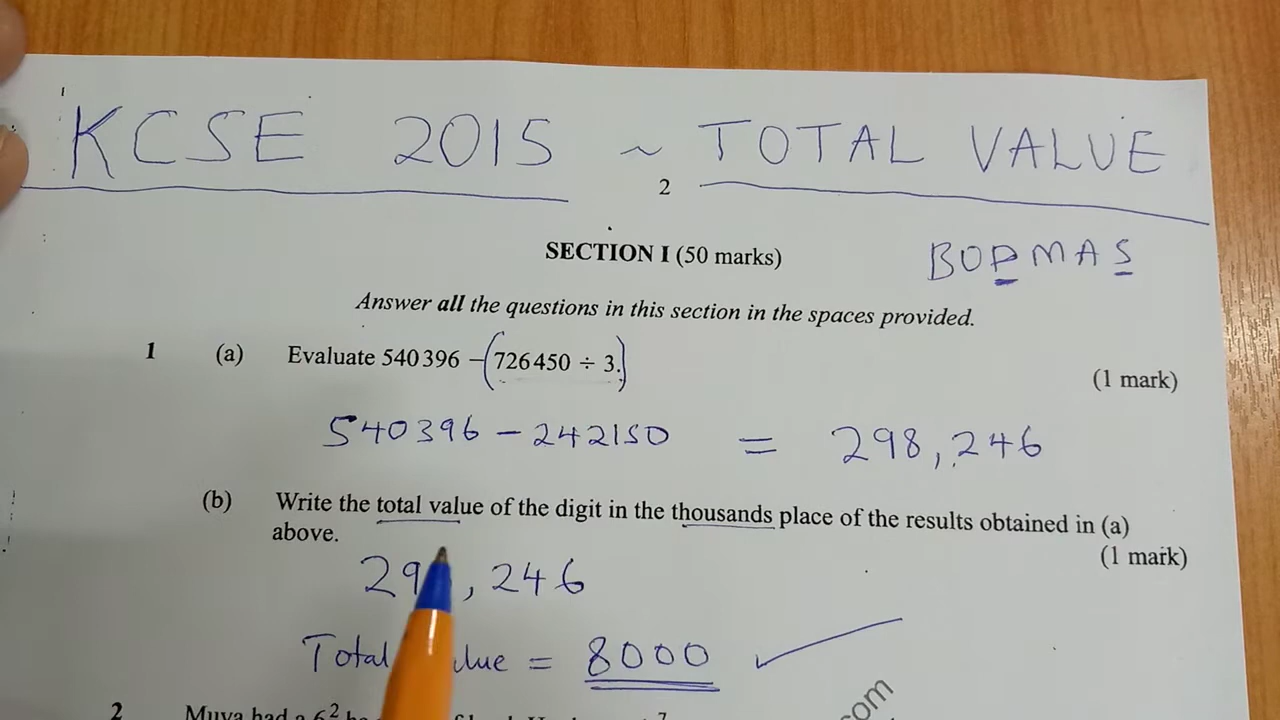 KCSE 2015 ~ TOTAL VALUE
2
SECTION I (50 marks)
BODMAS
Answer all the questions in this section in the spaces provided.
1 (a) Evaluate 540 396 – (726 450 ÷ 3.)
(1 mark)
540396 - 242150 = 298,246
(b) Write the total value of the digit in the thousands place of the results obtained in (a)
above.
(1 mark)
29 , 246
Total = 8000 ✓
2
.com